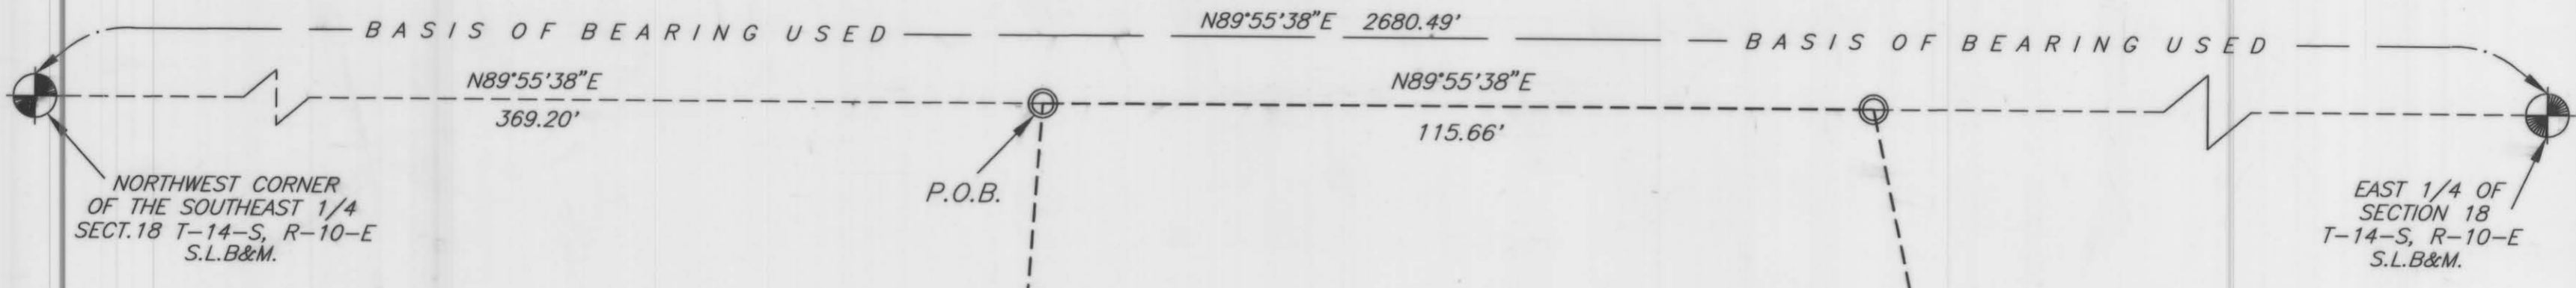 BASIS OF BEARING USED
N89°55'38"E 2680.49'
BASIS OF BEARING USED
N89°55'38"E
369.20'
N89°55'38"E
115.66'
P.O.B.
NORTHWEST CORNER
OF THE SOUTHEAST 1/4
SECT.18 T-14-S, R-10-E
S.L.B&M.
EAST 1/4 OF
SECTION 18
T-14-S, R-10-E
S.L.B&M.